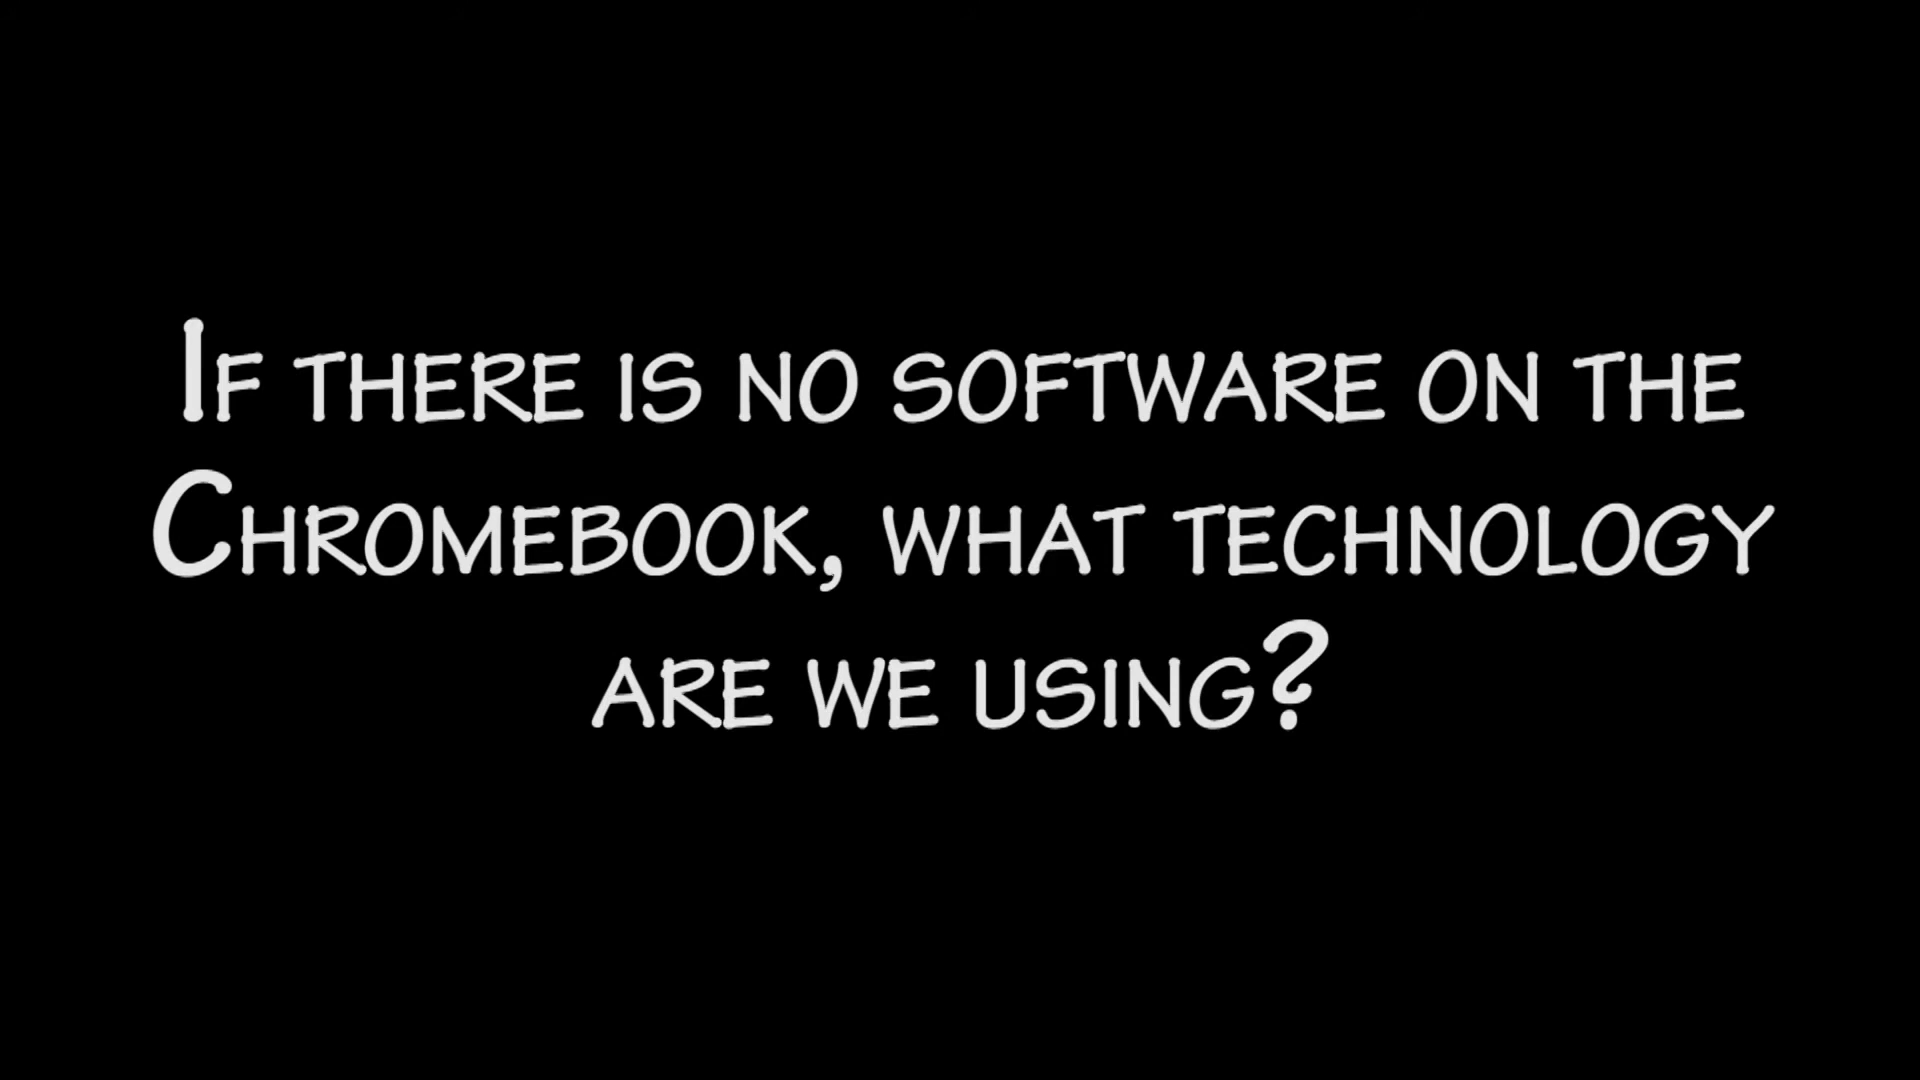 If there is no software on the
Chromebook, what technology
are we using?